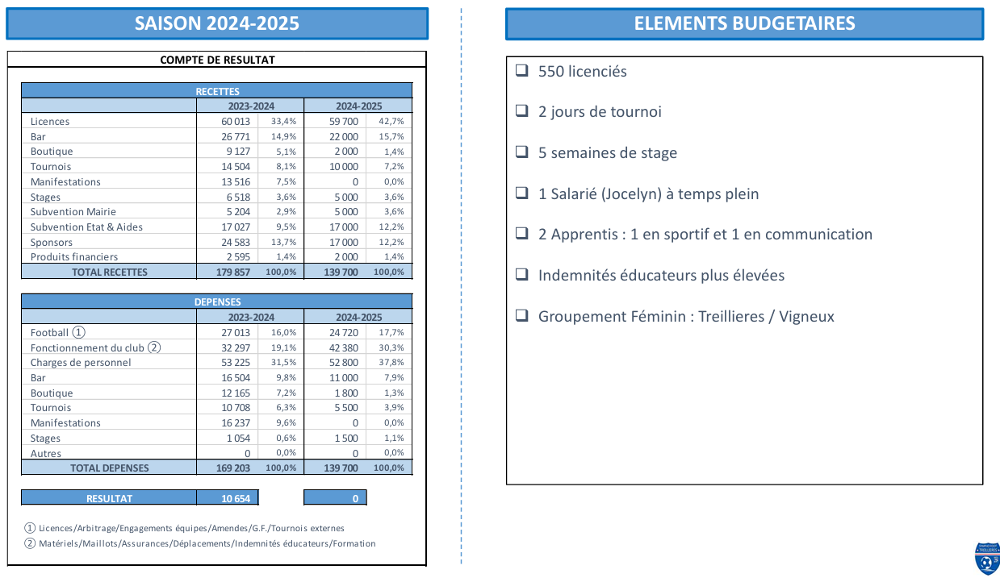 SAISON 2024-2025
COMPTE DE RESULTAT
RECETTES
2023-2024 2024-2025
Licences 60 013 33,4% 59 700 42,7%
Bar 26 771 14,9% 22 000 15,7%
Boutique 9 127 5,1% 2 000 1,4%
Tournois 14 504 8,1% 10 000 7,2%
Manifestations 13 516 7,5% 0 0,0%
Stages 6 518 3,6% 5 000 3,6%
Subvention Mairie 5 204 2,9% 5 000 3,6%
Subvention Etat & Aides 17 027 9,5% 17 000 12,2%
Sponsors 24 583 13,7% 17 000 12,2%
Produits financiers 2 595 1,4% 2 000 1,4%
TOTAL RECETTES 179 857 100,0% 139 700 100,0%
DEPENSES
2023-2024 2024-2025
Football ① 27 013 16,0% 24 720 17,7%
Fonctionnement du club ② 32 297 19,1% 42 380 30,3%
Charges de personnel 53 225 31,5% 52 800 37,8%
Bar 16 504 9,8% 11 000 7,9%
Boutique 12 165 7,2% 1 800 1,3%
Tournois 10 708 6,3% 5 500 3,9%
Manifestations 16 237 9,6% 0 0,0%
Stages 1 054 0,6% 1 500 1,1%
Autres 0 0,0% 0 0,0%
TOTAL DEPENSES 169 203 100,0% 139 700 100,0%
RESULTAT 10 654 0
① Licences/Arbitrage/Engagements équipes/Amendes/G.F./Tournois externes
② Matériels/Maillots/Assurances/Déplacements/Indemnités éducateurs/Formation
ELEMENTS BUDGETAIRES
❑ 550 licenciés
❑ 2 jours de tournoi
❑ 5 semaines de stage
❑ 1 Salarié (Jocelyn) à temps plein
❑ 2 Apprentis : 1 en sportif et 1 en communication
❑ Indemnités éducateurs plus élevées
❑ Groupement Féminin : Treillieres / Vigneux
TREILLIERES